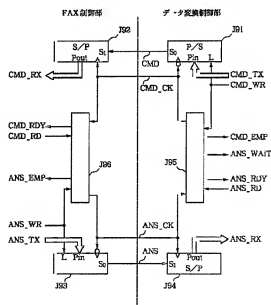 FAX制御部 データ変換制御部
J92 J91
S/P P/S
Pout S₁ S₀ Pin L
CMD_RX CMD CMD_TX
CMD_CK CMD_WR
CMD_RDY CMD_EMP
CMD_RD ANS_WAIT
J96 J95
ANS_EMP ANS_RDY
ANS_RD
ANS_WR ANS_CK
ANS_TX ANS ANS_RX
L Pin S₀ S₁ Pout
S/P
J93 J94